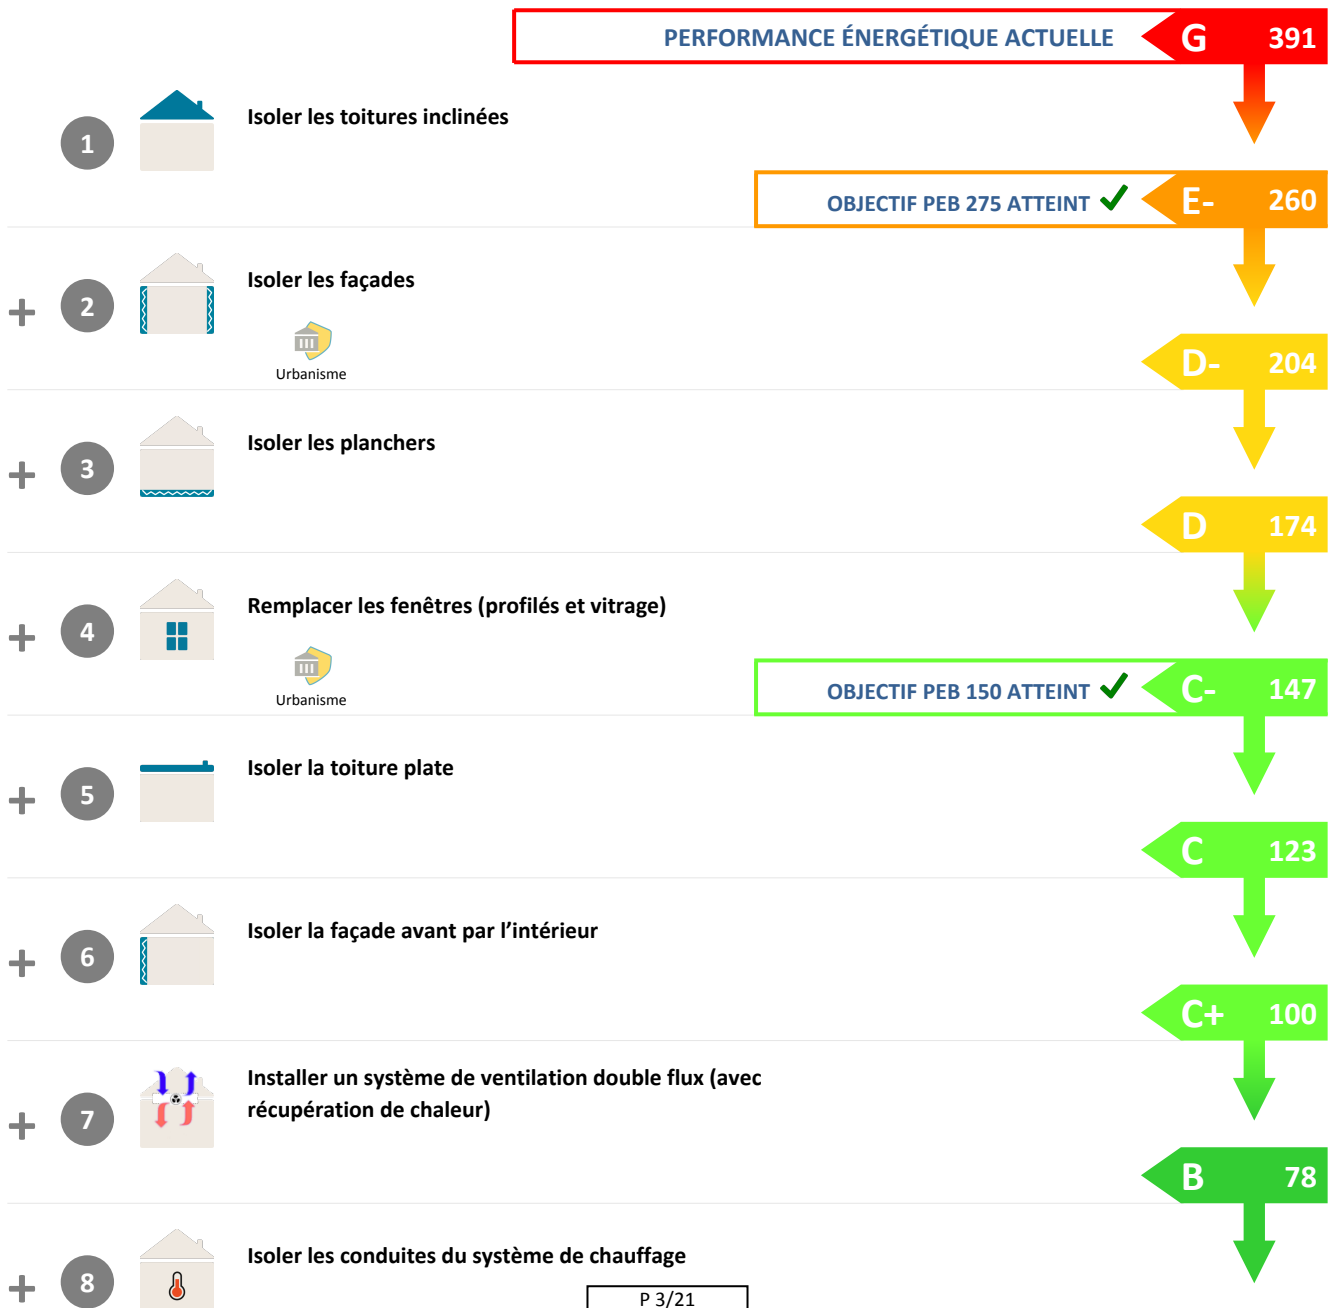 PERFORMANCE ÉNERGÉTIQUE ACTUELLE G 391
1 Isoler les toitures inclinées
OBJECTIF PEB 275 ATTEINT E- 260
+ 2 Isoler les façades
Urbanisme
D- 204
+ 3 Isoler les planchers
D 174
+ 4 Remplacer les fenêtres (profilés et vitrage)
Urbanisme
OBJECTIF PEB 150 ATTEINT C- 147
+ 5 Isoler la toiture plate
C 123
+ 6 Isoler la façade avant par l’intérieur
C+ 100
+ 7 Installer un système de ventilation double flux (avec
récupération de chaleur)
B 78
+ 8 Isoler les conduites du système de chauffage
P 3/21